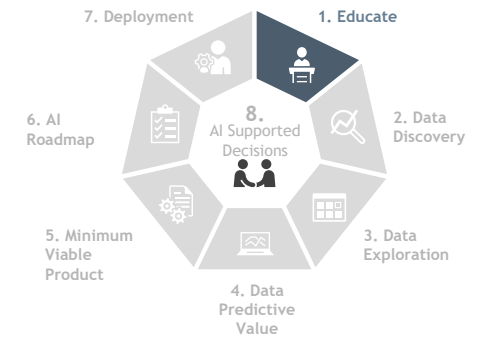 7. Deployment
1. Educate
2. Data
Discovery
3. Data
Exploration
4. Data
Predictive
Value
5. Minimum
Viable
Product
6. AI
Roadmap
8.
AI Supported
Decisions